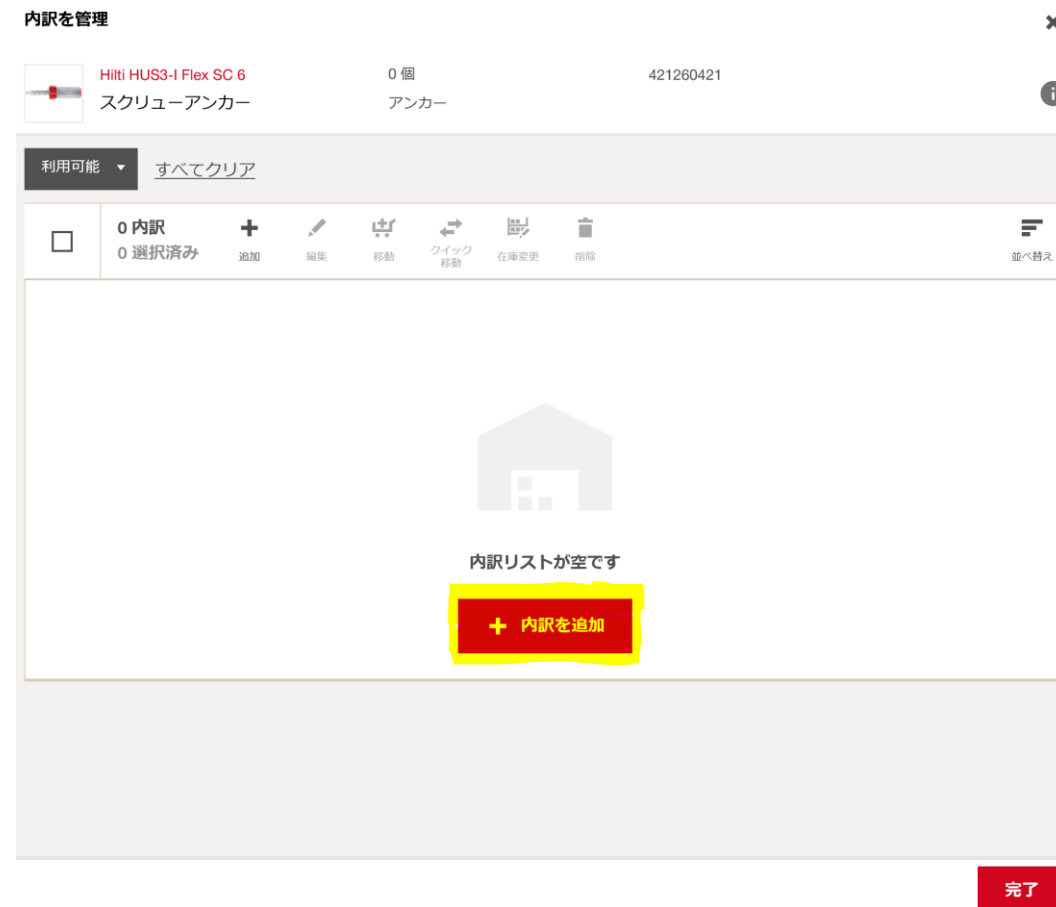 内訳を管理
Hilti HUS3-I Flex SC 6
0 個
421260421
スクリューアンカー
アンカー
利用可能
すべてクリア
0 内訳
0 選択済み
追加
編集
移動
クイック
移動
在庫変更
削除
並べ替え
内訳リストが空です
内訳を追加
完了